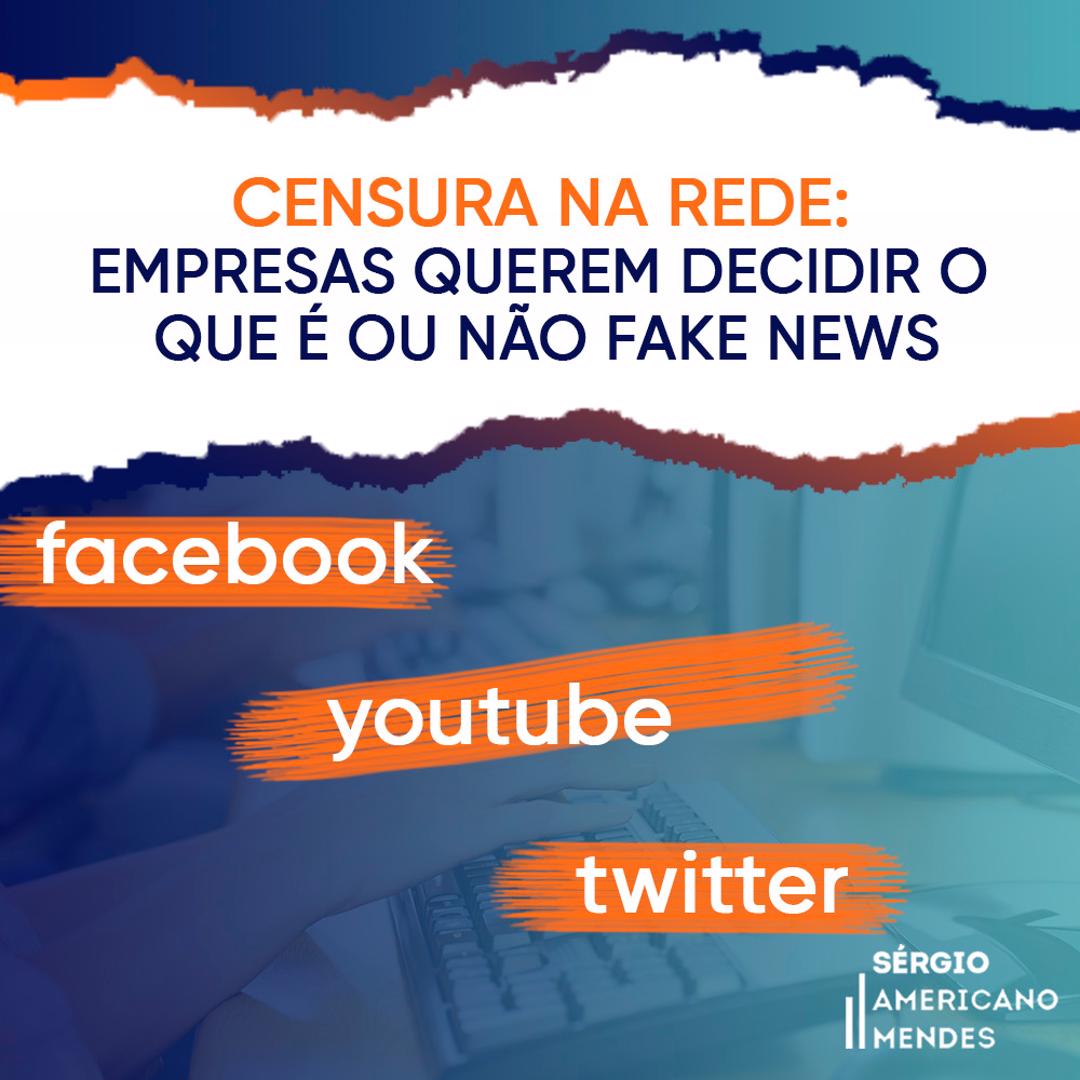 CENSURA NA REDE:
EMPRESAS QUEREM DECIDIR O
QUE É OU NÃO FAKE NEWS
facebook
youtube
twitter
SÉRGIO
AMERICANO
MENDES